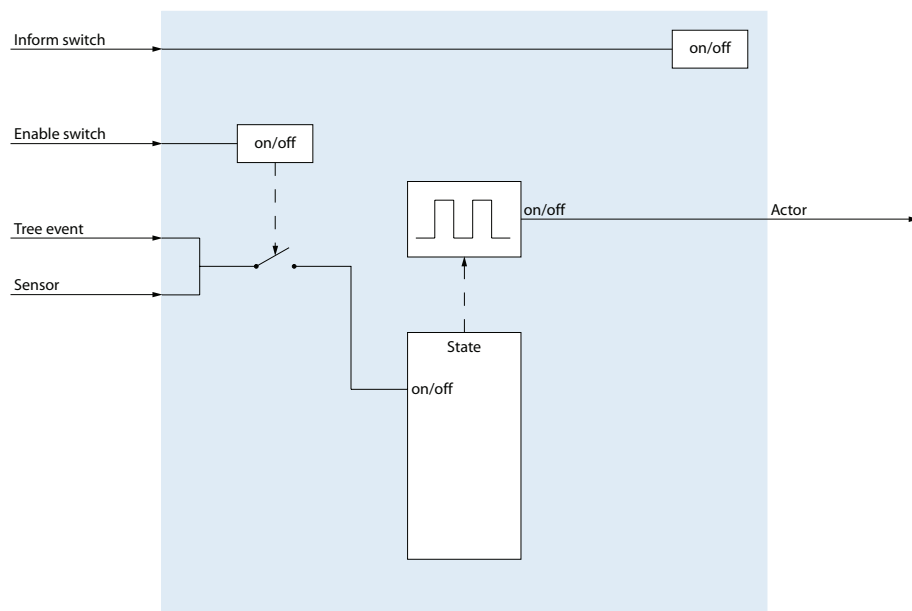 Inform switch
on/off
Enable switch
on/off
Tree event
on/off
Actor
Sensor
State
on/off